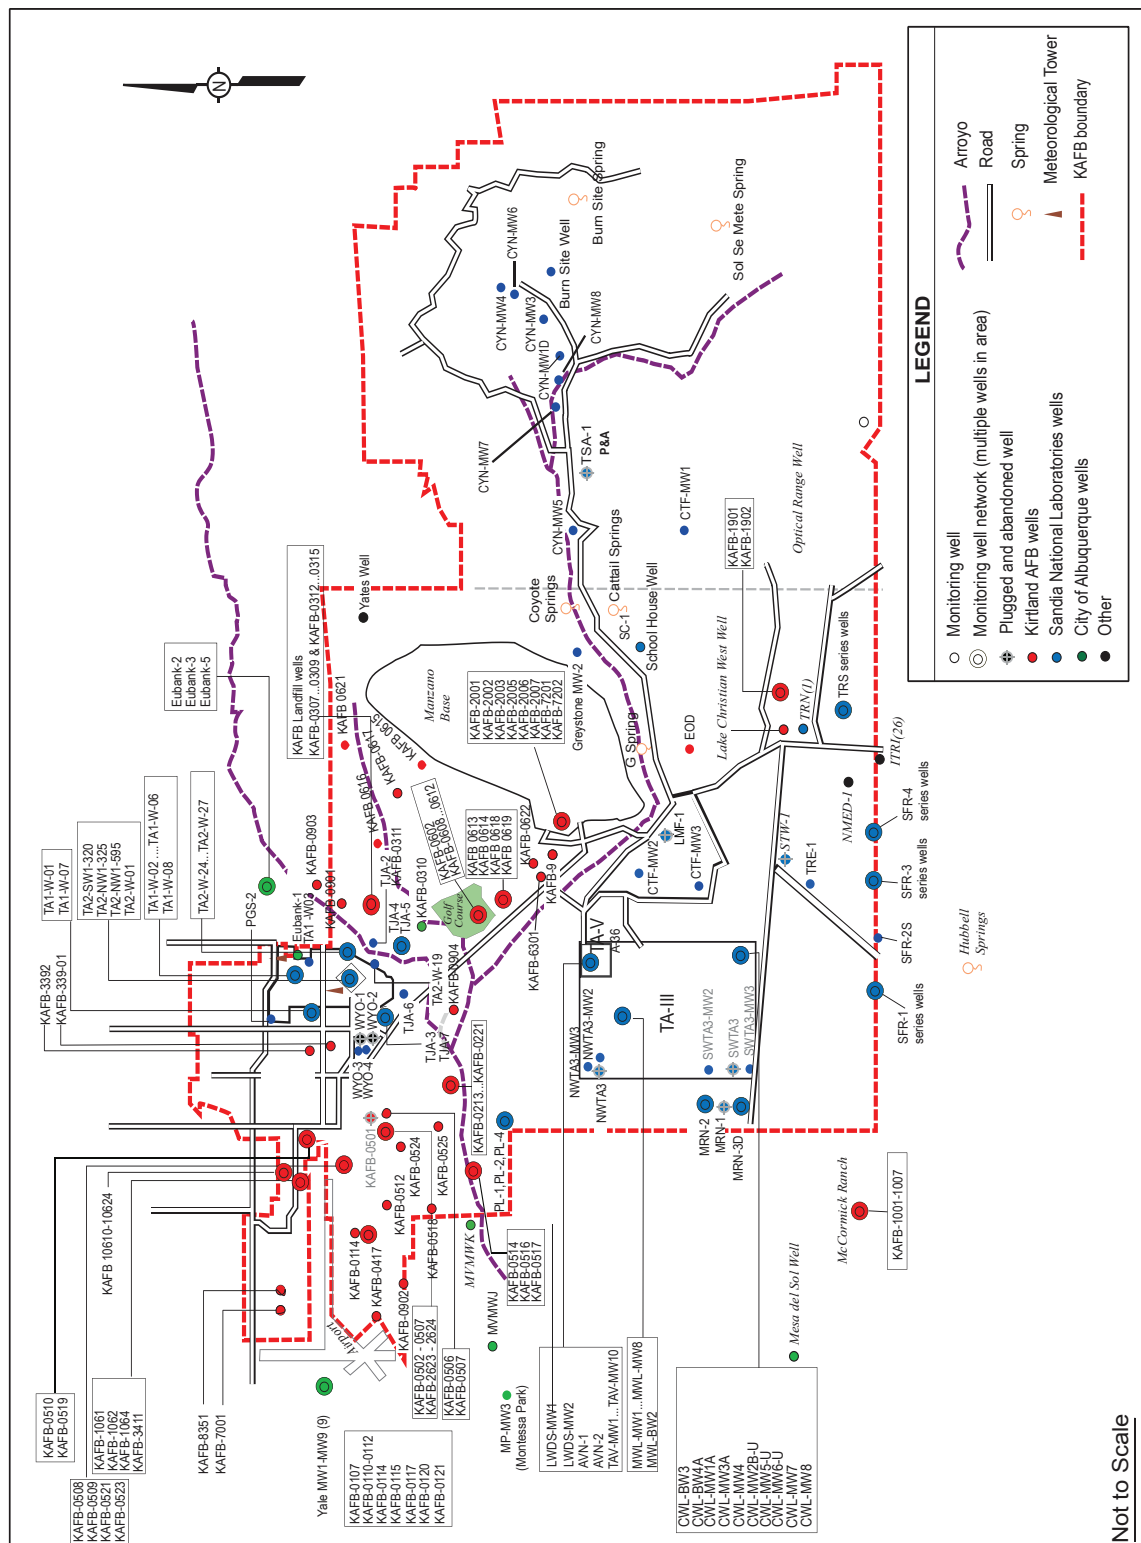 N
LEGEND
Monitoring well
Monitoring well network (multiple wells in area)
Plugged and abandoned well
Kirtland AFB wells
Sandia National Laboratories wells
City of Albuquerque wells
Other
Arroyo
Road
Spring
Meteorological Tower
KAFB boundary
Not to Scale
KAFB-0508
KAFB-0509
KAFB-0521
KAFB-0523
KAFB-0510
KAFB-0519
KAFB-1061
KAFB-1062
KAFB-1064
KAFB-3411
KAFB 10610-10624
KAFB-8351
KAFB-7001
KAFB-3392
KAFB-339-01
TA1-W-01
TA1-W-07
TA2-SW1-320
TA2-NW1-325
TA2-NW1-595
TA2-W-01
TA1-W-02 ....TA1-W-06
TA1-W-08
TA2-W-24...TA2-W-27
PGS-2
Eubank-2
Eubank-3
Eubank-5
Eubank-1
TA1 -W03
KAFB-0903
KAFB-0901
KAFB Landfill wells
KAFB-0307...0309 & KAFB-0312...0315
KAFB 0621
KAFB-0617
KAFB 0615
KAFB 0616
KAFB-0311
TJA-2
KAFB-0310
TJA-4
TJA-5
KAFB-0602
KAFB-0608...0612
KAFB 0613
KAFB 0614
KAFB 0618
KAFB 0619
KAFB-0622
KAFB-9
KAFB-6301
Golf
Course
KAFB-2001
KAFB-2002
KAFB-2003
KAFB-2005
KAFB-2006
KAFB-2007
KAFB-7201
KAFB-7202
Manzano
Base
Yates Well
WYO-1
WYO-2
WYO-3
WYO-4
TJA-6
TJA-3
TJA-7
TA2-W-19
KAFB-0904
KAFB-0213...KAFB-0221
KAFB-0501
KAFB-0524
KAFB-0525
KAFB-0512
KAFB-0518
KAFB-0114
KAFB-0417
KAFB-0902
Airport
Yale MW1-MW9 (9)
KAFB-0107
KAFB-0110-0112
KAFB-0114
KAFB-0115
KAFB-0117
KAFB-0120
KAFB-0121
KAFB-0502 - 0507
KAFB-2623 - 2624
KAFB-0506
KAFB-0507
MVMWK
MVMWJ
KAFB-0514
KAFB-0516
KAFB-0517
PL-1, PL-2, PL-4
MP-MW3
(Montessa Park)
LWDS-MW1
LWDS-MW2
AVN-1
AVN-2
TAV-MW1...TAV-MW10
MWL-MW1...MWL-MW8
MWL-BW2
CWL-BW3
CWL-BW4A
CWL-MW1A
CWL-MW3A
CWL-MW4
CWL-MW2B-U
CWL-MW5-U
CWL-MW6-U
CWL-MW7
CWL-MW8
TA-V
A36
TA-III
NWTA3-MW3
NWTA3-MW2
NWTA3
SWTA3-MW2
SWTA3
SWTA3-MW3
MRN-2
MRN-1
MRN-3D
Mesa del Sol Well
McCormick Ranch
KAFB-1001-1007
SFR-1
series wells
SFR-2S
SFR-3
series wells
SFR-4
series wells
Hubbell
Springs
TRE-1
STW-1
NMED-1
ITRI(26)
TRS series wells
TRN(1)
Lake Christian West Well
KAFB-1901
KAFB-1902
Optical Range Well
CTF-MW1
CTF-MW2
CTF-MW3
LMF-1
EOD
G Spring
Greystone MW-2
School House Well
SC-1
Cattail Springs
Coyote
Springs
CYN-MW5
TSA-1
P&A
CYN-MW7
CYN-MW1D
CYN-MW8
CYN-MW3
CYN-MW4
CYN-MW6
Burn Site Well
Burn Site Spring
Sol Se Mete Spring